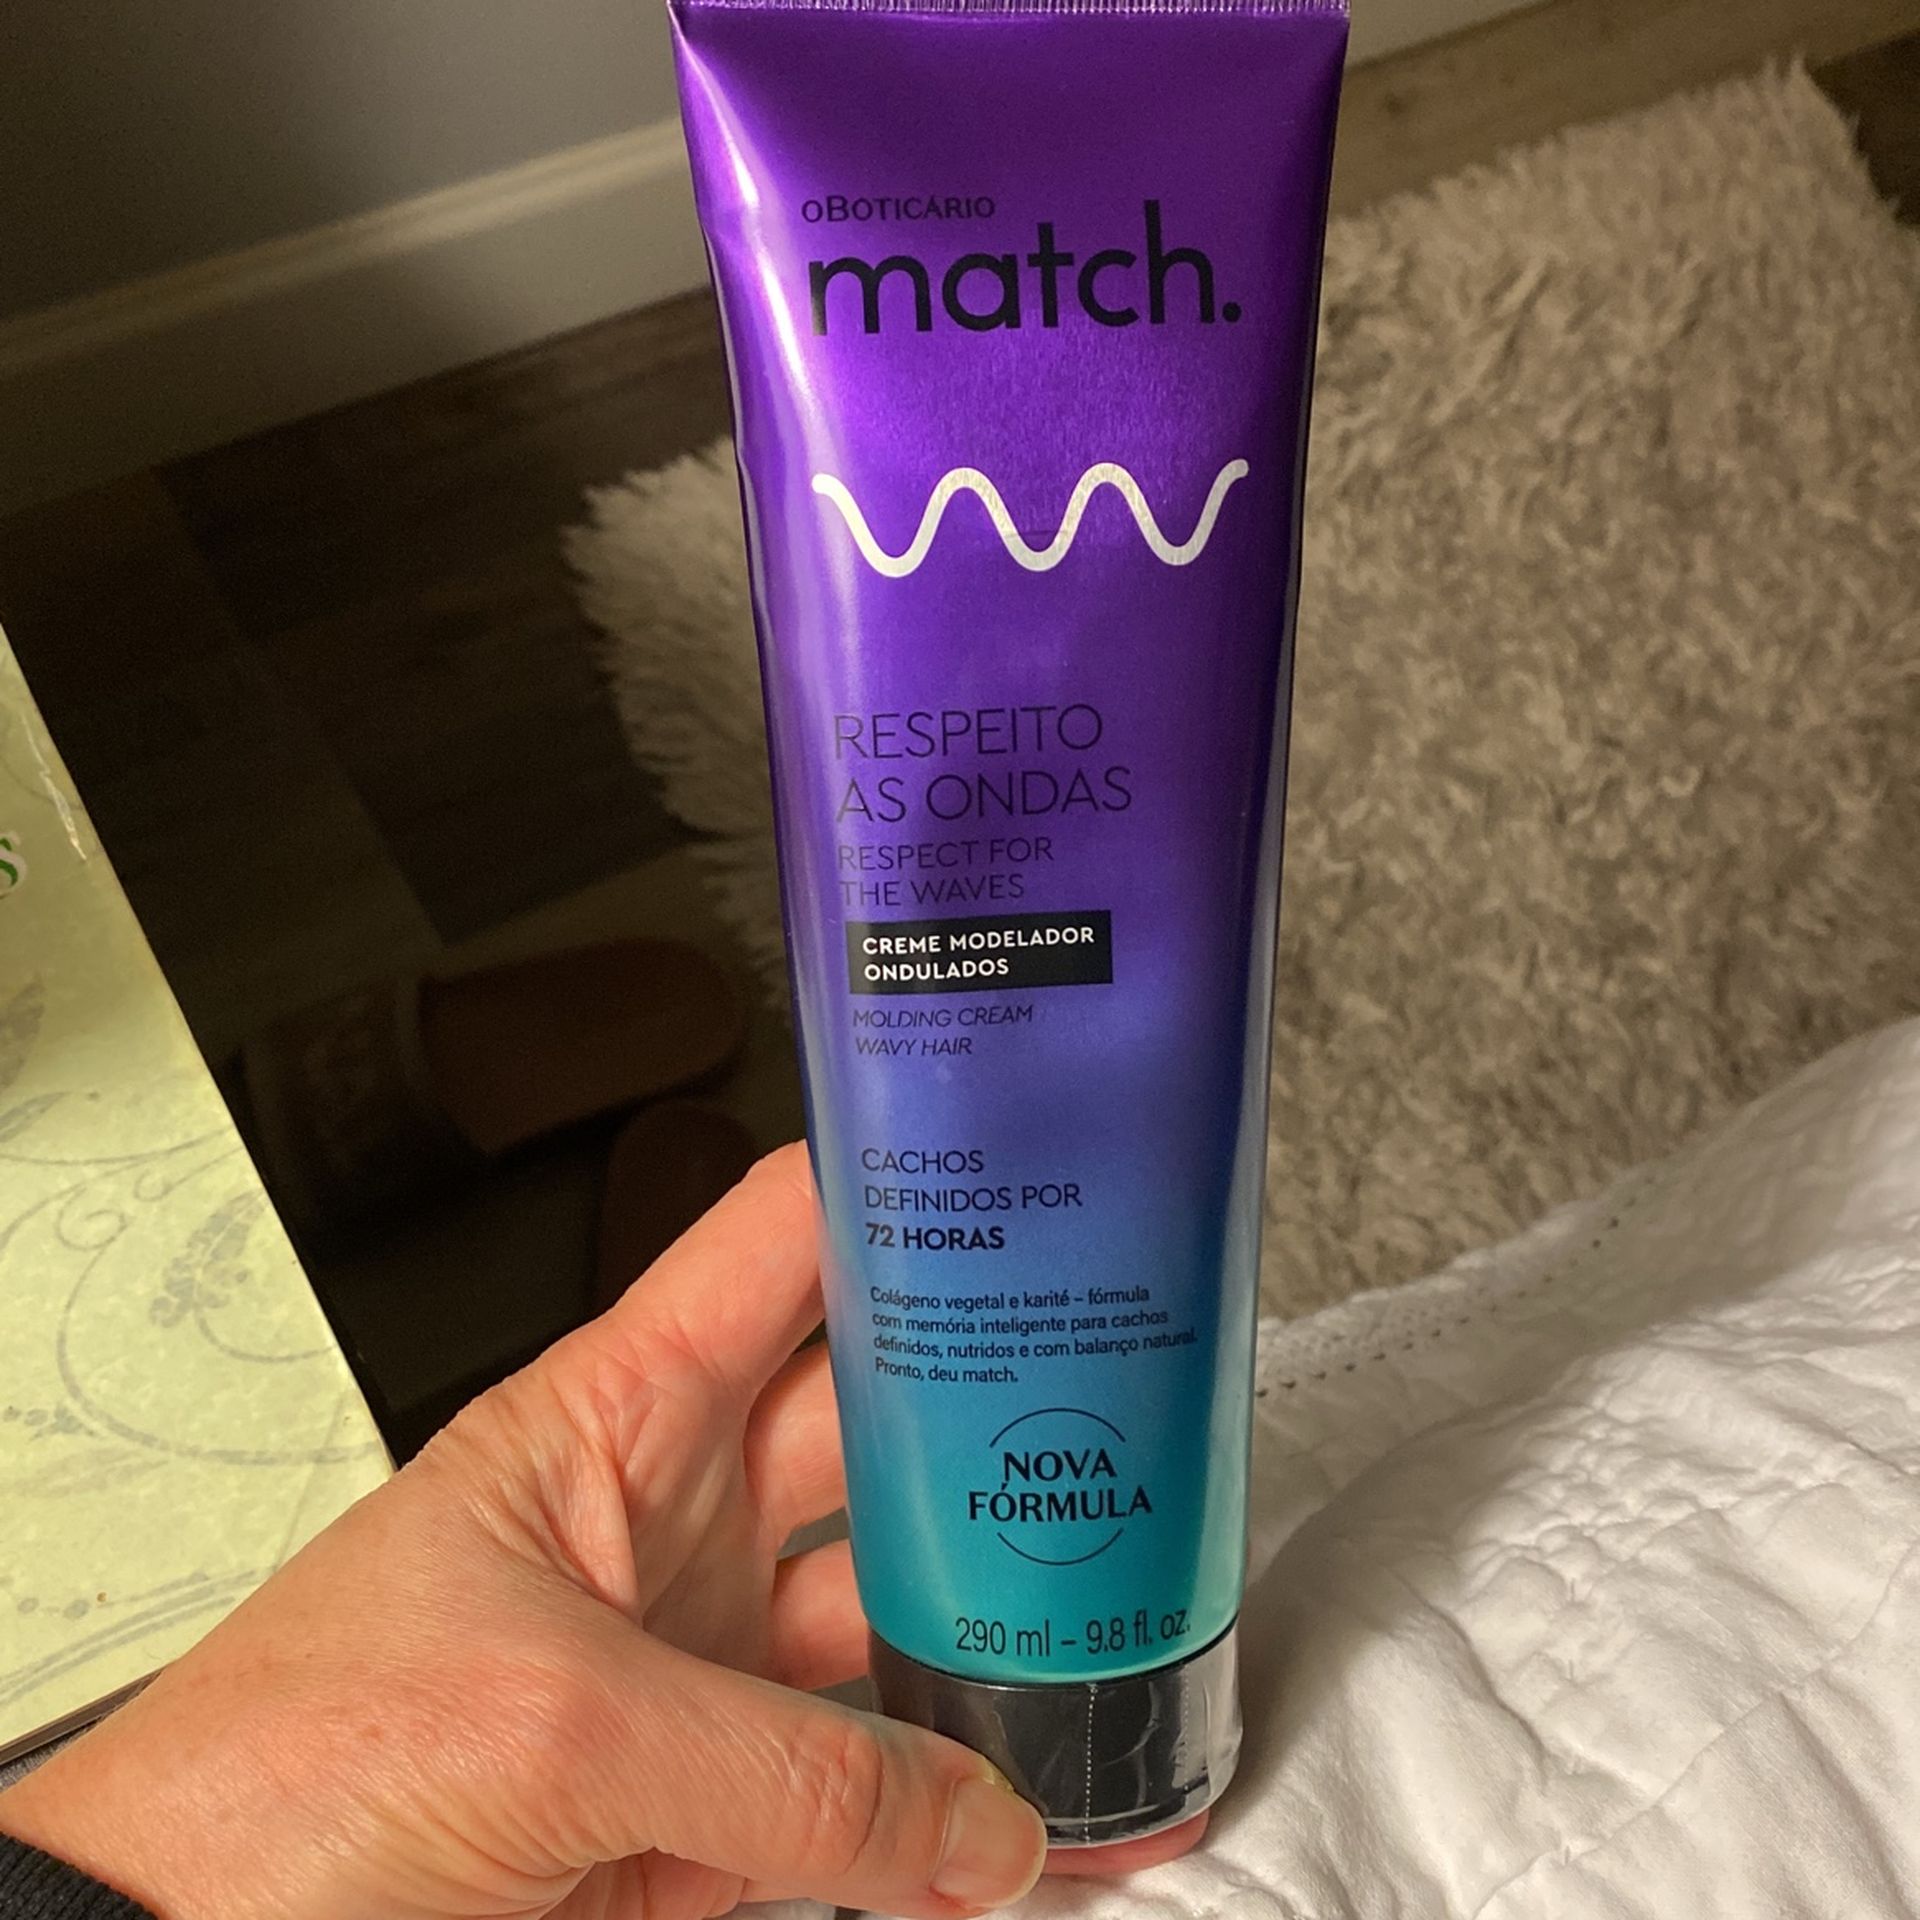 oBOTICÁRIO
match.
RESPEITO
AS ONDAS
RESPECT FOR
THE WAVES
CREME MODELADOR
ONDULADOS
MOLDING CREAM
WAVY HAIR
CACHOS
DEFINIDOS POR
72 HORAS
Colágeno vegetal e karité – fórmula
com memória inteligente para cachos
definidos, nutridos e com balanço natural.
Pronto, deu match.
NOVA
FÓRMULA
290 ml – 9.8 fl. oz.